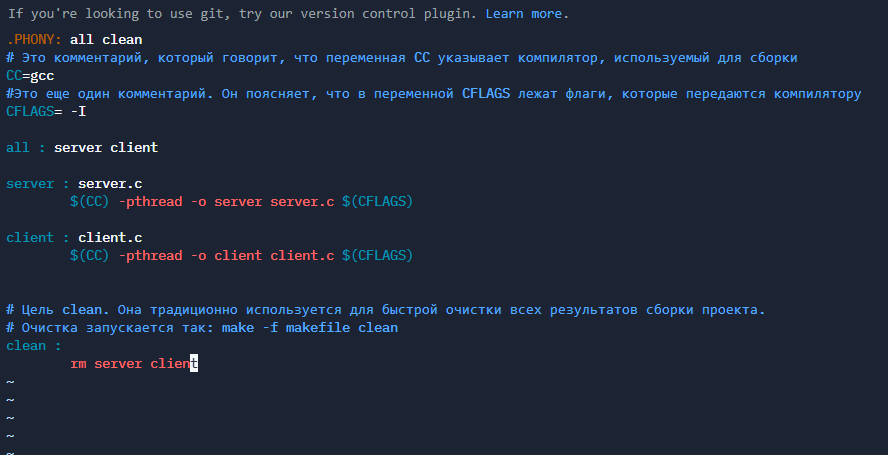 If you're looking to use git, try our version control plugin. Learn more.
.PHONY: all clean
# Это комментарий, который говорит, что переменная CC указывает компилятор, используемый для сборки
CC=gcc
#Это еще один комментарий. Он поясняет, что в переменной CFLAGS лежат флаги, которые передаются компилятору
CFLAGS= -I
all : server client
server : server.c
$(CC) -pthread -o server server.c $(CFLAGS)
client : client.c
$(CC) -pthread -o client client.c $(CFLAGS)
# Цель clean. Она традиционно используется для быстрой очистки всех результатов сборки проекта.
# Очистка запускается так: make -f makefile clean
clean :
rm server client
~
~
~
~
~